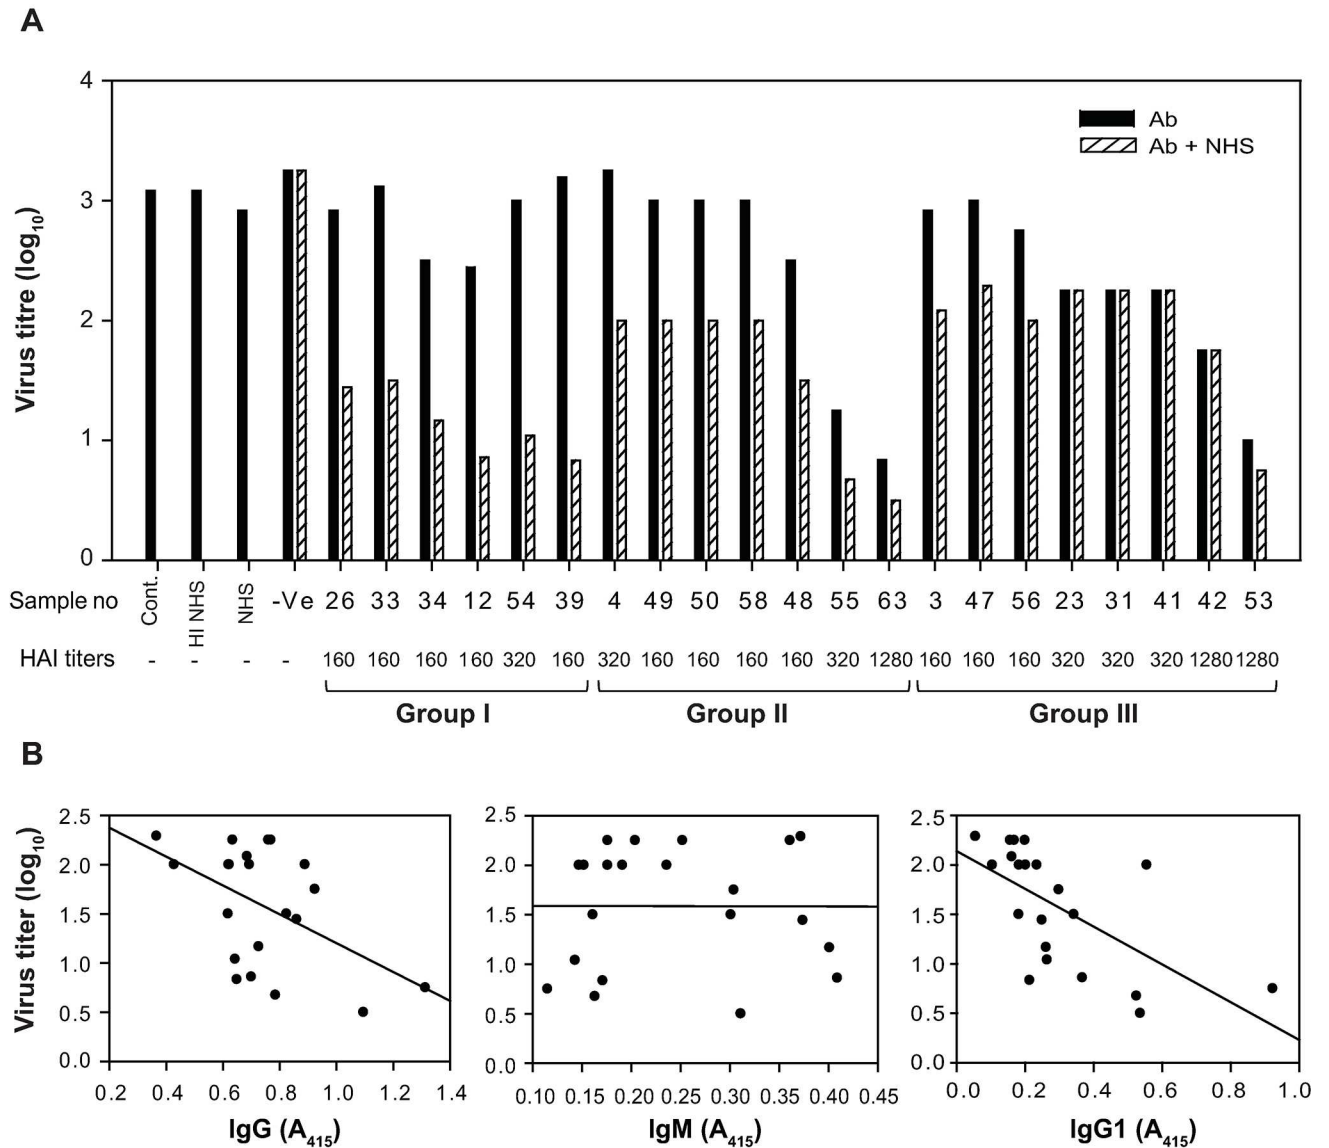 A
4
3
2
1
0
Virus titre (log10)
Ab
Ab + NHS
Sample no Cont. HI NHS NHS -Ve 26 33 34 12 54 39 4 49 50 58 48 55 63 3 47 56 23 31 41 42 53
HAI titers - - - - 160 160 160 160 320 160 320 160 160 160 160 320 1280 160 160 160 320 320 320 1280 1280
Group I Group II Group III
B
Virus titer (log10)
2.5
2.0
1.5
1.0
0.5
0.0
0.2 0.4 0.6 0.8 1.0 1.2 1.4
IgG (A415)
2.5
2.0
1.5
1.0
0.5
0.0
0.10 0.15 0.20 0.25 0.30 0.35 0.40 0.45
IgM (A415)
2.5
2.0
1.5
1.0
0.5
0.0
0.0 0.2 0.4 0.6 0.8 1.0
IgG1 (A415)